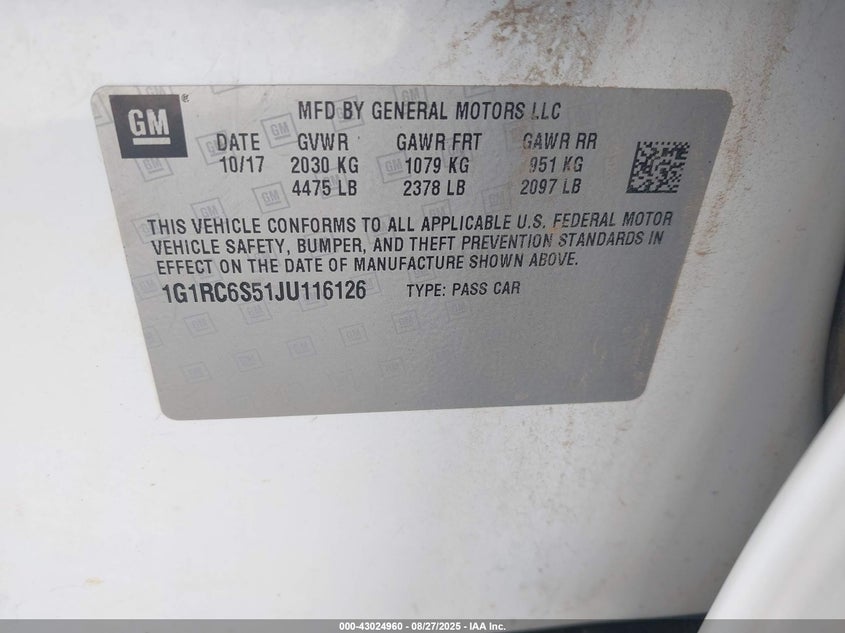 GM
MFD BY GENERAL MOTORS LLC
DATE GVWR GAWR FRT GAWR RR
10/17 2030 KG 1079 KG 951 KG
4475 LB 2378 LB 2097 LB
THIS VEHICLE CONFORMS TO ALL APPLICABLE U.S. FEDERAL MOTOR
VEHICLE SAFETY, BUMPER, AND THEFT PREVENTION STANDARDS IN
EFFECT ON THE DATE OF MANUFACTURE SHOWN ABOVE.
1G1RC6S51JU116126 TYPE: PASS CAR
000-43024960 - 08/27/2025 - IAA Inc.